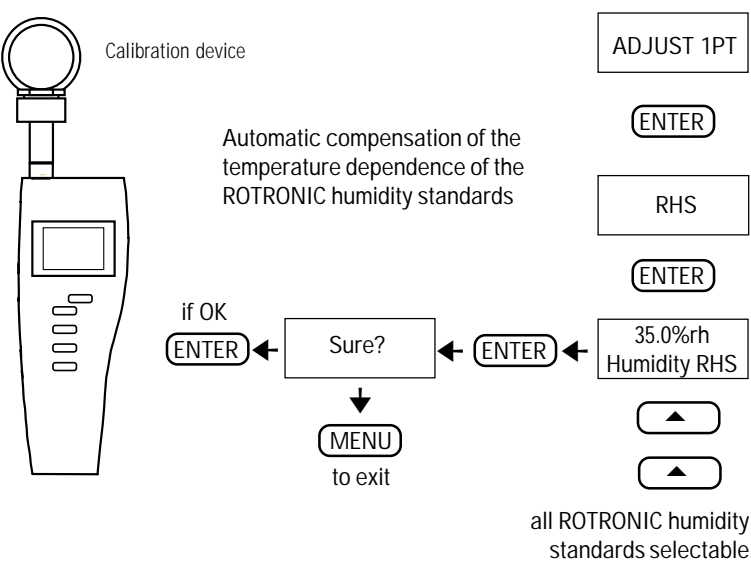 Calibration device
ADJUST 1PT
ENTER
Automatic compensation of the
temperature dependence of the
ROTRONIC humidity standards
RHS
ENTER
35.0%rh
Humidity RHS
ENTER
Sure?
if OK
ENTER
MENU
to exit
all ROTRONIC humidity
standards selectable